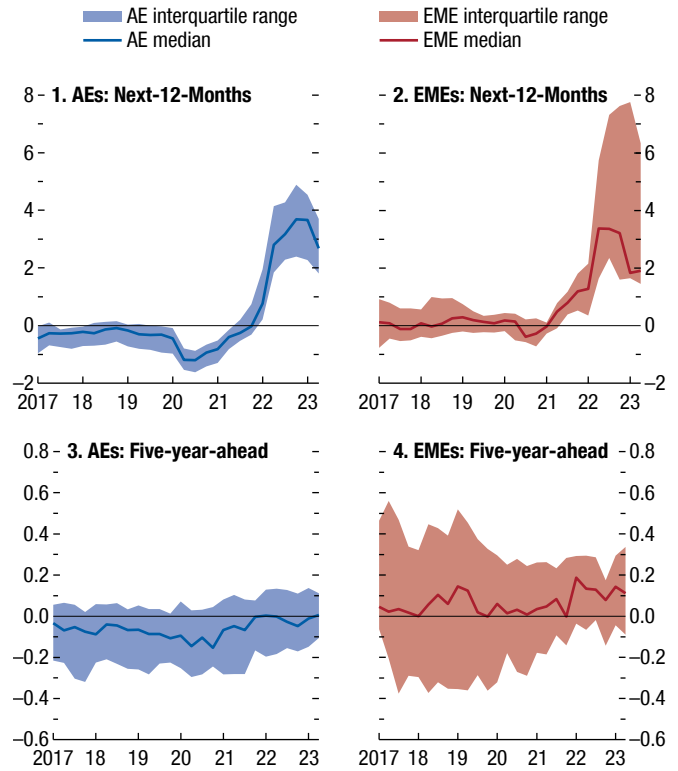 AE interquartile range
AE median
EME interquartile range
EME median
1. AEs: Next-12-Months
8
6
4
2
0
−2
2017 18 19 20 21 22 23
2. EMEs: Next-12-Months
8
6
4
2
0
−2
2017 18 19 20 21 22 23
3. AEs: Five-year-ahead
0.8
0.6
0.4
0.2
0.0
−0.2
−0.4
−0.6
2017 18 19 20 21 22 23
4. EMEs: Five-year-ahead
0.8
0.6
0.4
0.2
0.0
−0.2
−0.4
−0.6
2017 18 19 20 21 22 23